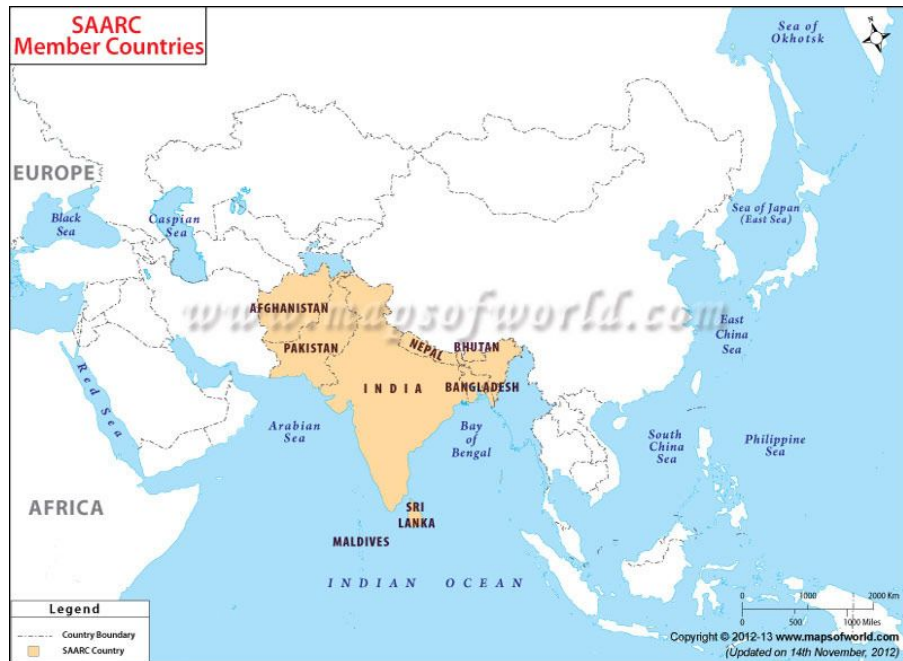 SAARC
Member Countries
Sea of
Okhotsk
N
EUROPE
Black
Sea
Caspian
Sea
Sea of Japan
(East Sea)
www.mapsofworld.com
AFGHANISTAN
PAKISTAN
NEPAL
BHUTAN
INDIA
BANGLADESH
East
China
Sea
Red Sea
Arabian
Sea
Bay
of
Bengal
South
China
Sea
Philippine
Sea
AFRICA
SRI
LANKA
MALDIVES
INDIAN OCEAN
Legend
Country Boundary
SAARC Country
0 1000 2000 Km
0 500 1000 Miles
Copyright © 2012-13 www.mapsofworld.com
(Updated on 14th November, 2012)